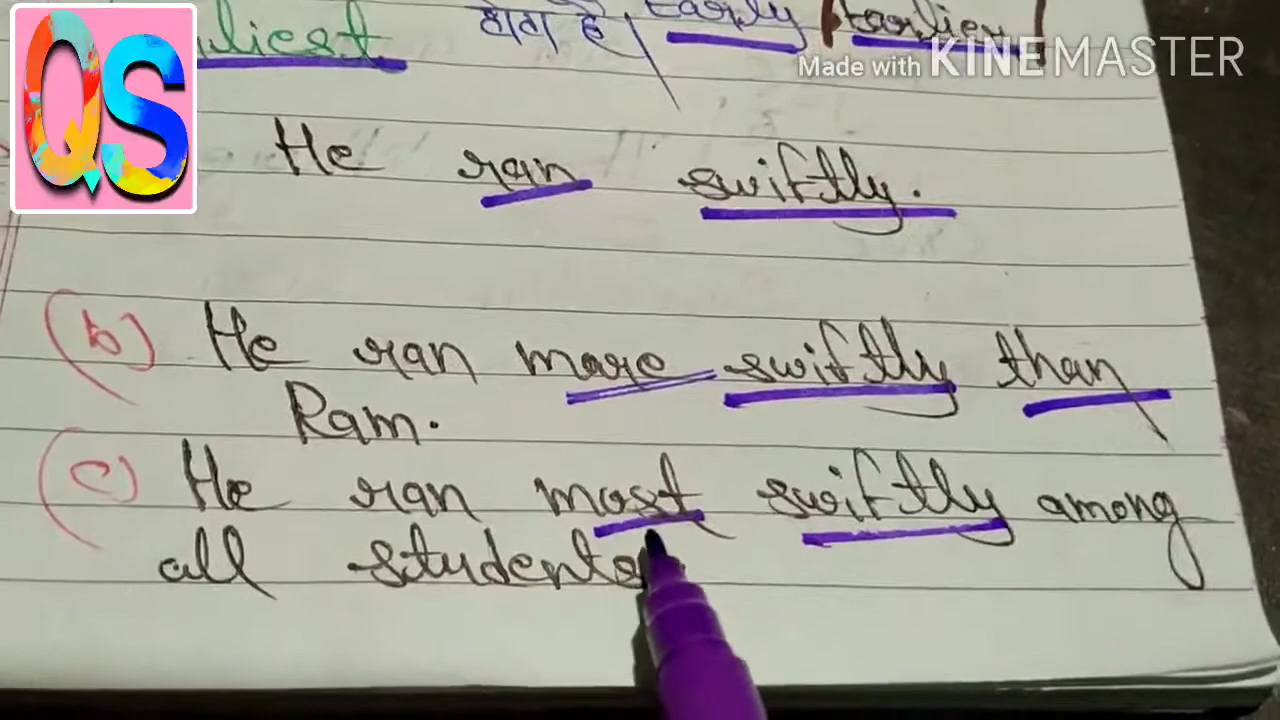 होता है। Early | Earlier |
Made with KINEMASTER
QS
He ran swiftly.
(b) He ran more swiftly than
Ram.
(c) He ran most swiftly among
all students